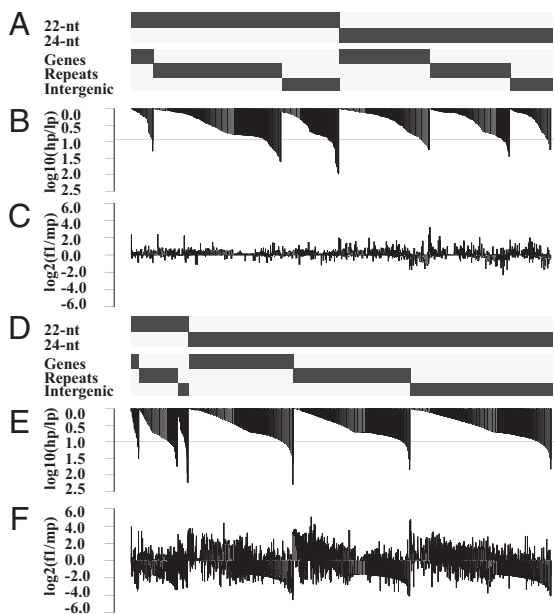 A
22-nt
24-nt
Genes
Repeats
Intergenic
B
log10(hp/lp)
0.0
0.5
1.0
1.5
2.0
2.5
C
log2(f1/mp)
6.0
4.0
2.0
0.0
-2.0
-4.0
-6.0
D
22-nt
24-nt
Genes
Repeats
Intergenic
E
log10(hp/lp)
0.0
0.5
1.0
1.5
2.0
2.5
F
log2(f1/mp)
6.0
4.0
2.0
0.0
-2.0
-4.0
-6.0